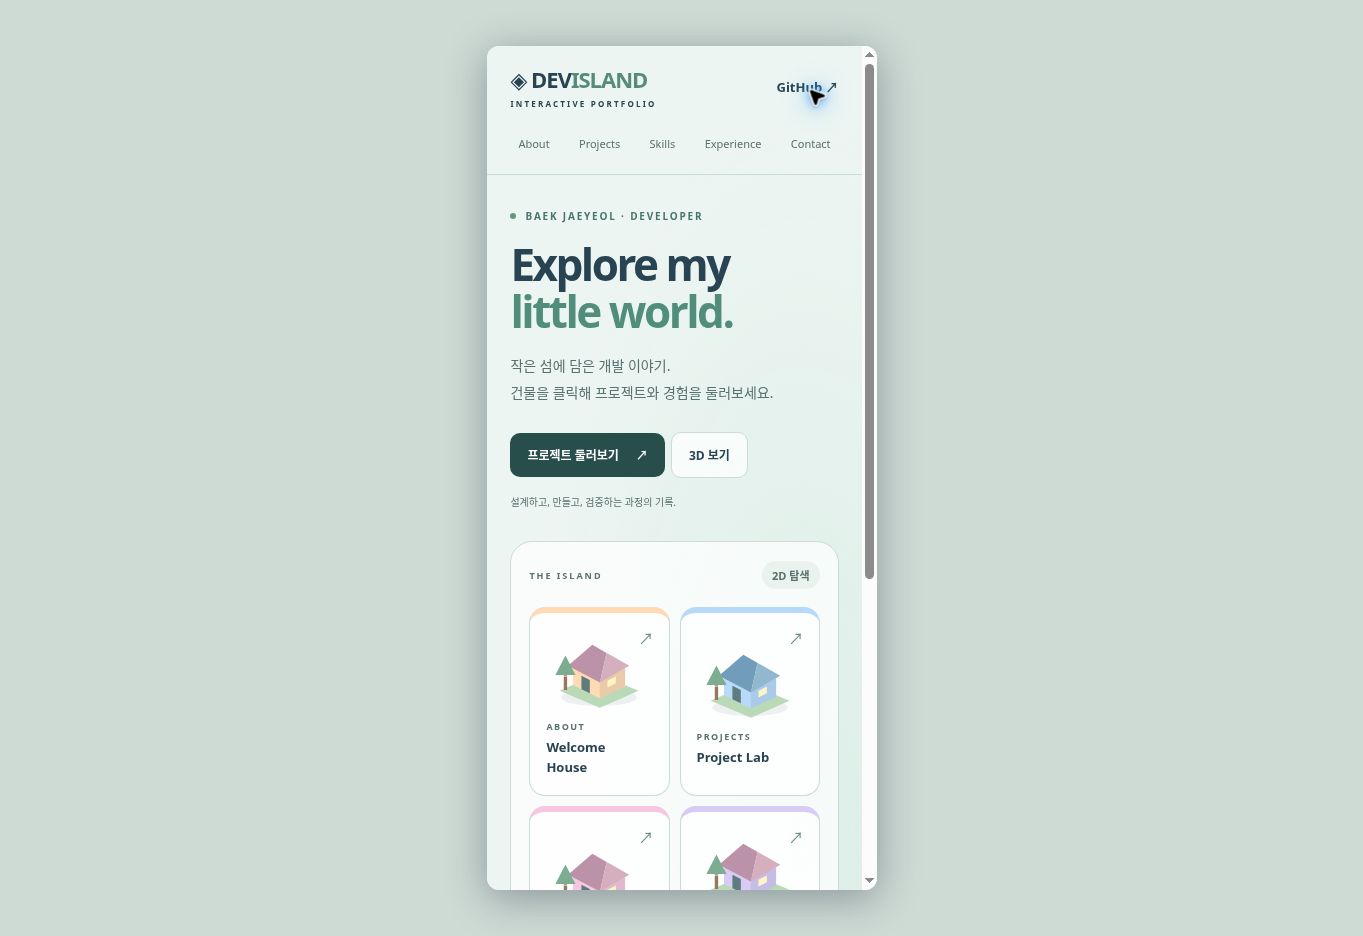 ◈ DEVISLAND
INTERACTIVE PORTFOLIO
GitHub ↗
About Projects Skills Experience Contact
BAEK JAEYEOL · DEVELOPER
Explore my
little world.
작은 섬에 담은 개발 이야기.
건물을 클릭해 프로젝트와 경험을 둘러보세요.
프로젝트 둘러보기 ↗
3D 보기
설계하고, 만들고, 검증하는 과정의 기록.
THE ISLAND
2D 탐색
↗
ABOUT
Welcome
House
↗
PROJECTS
Project Lab
↗
↗